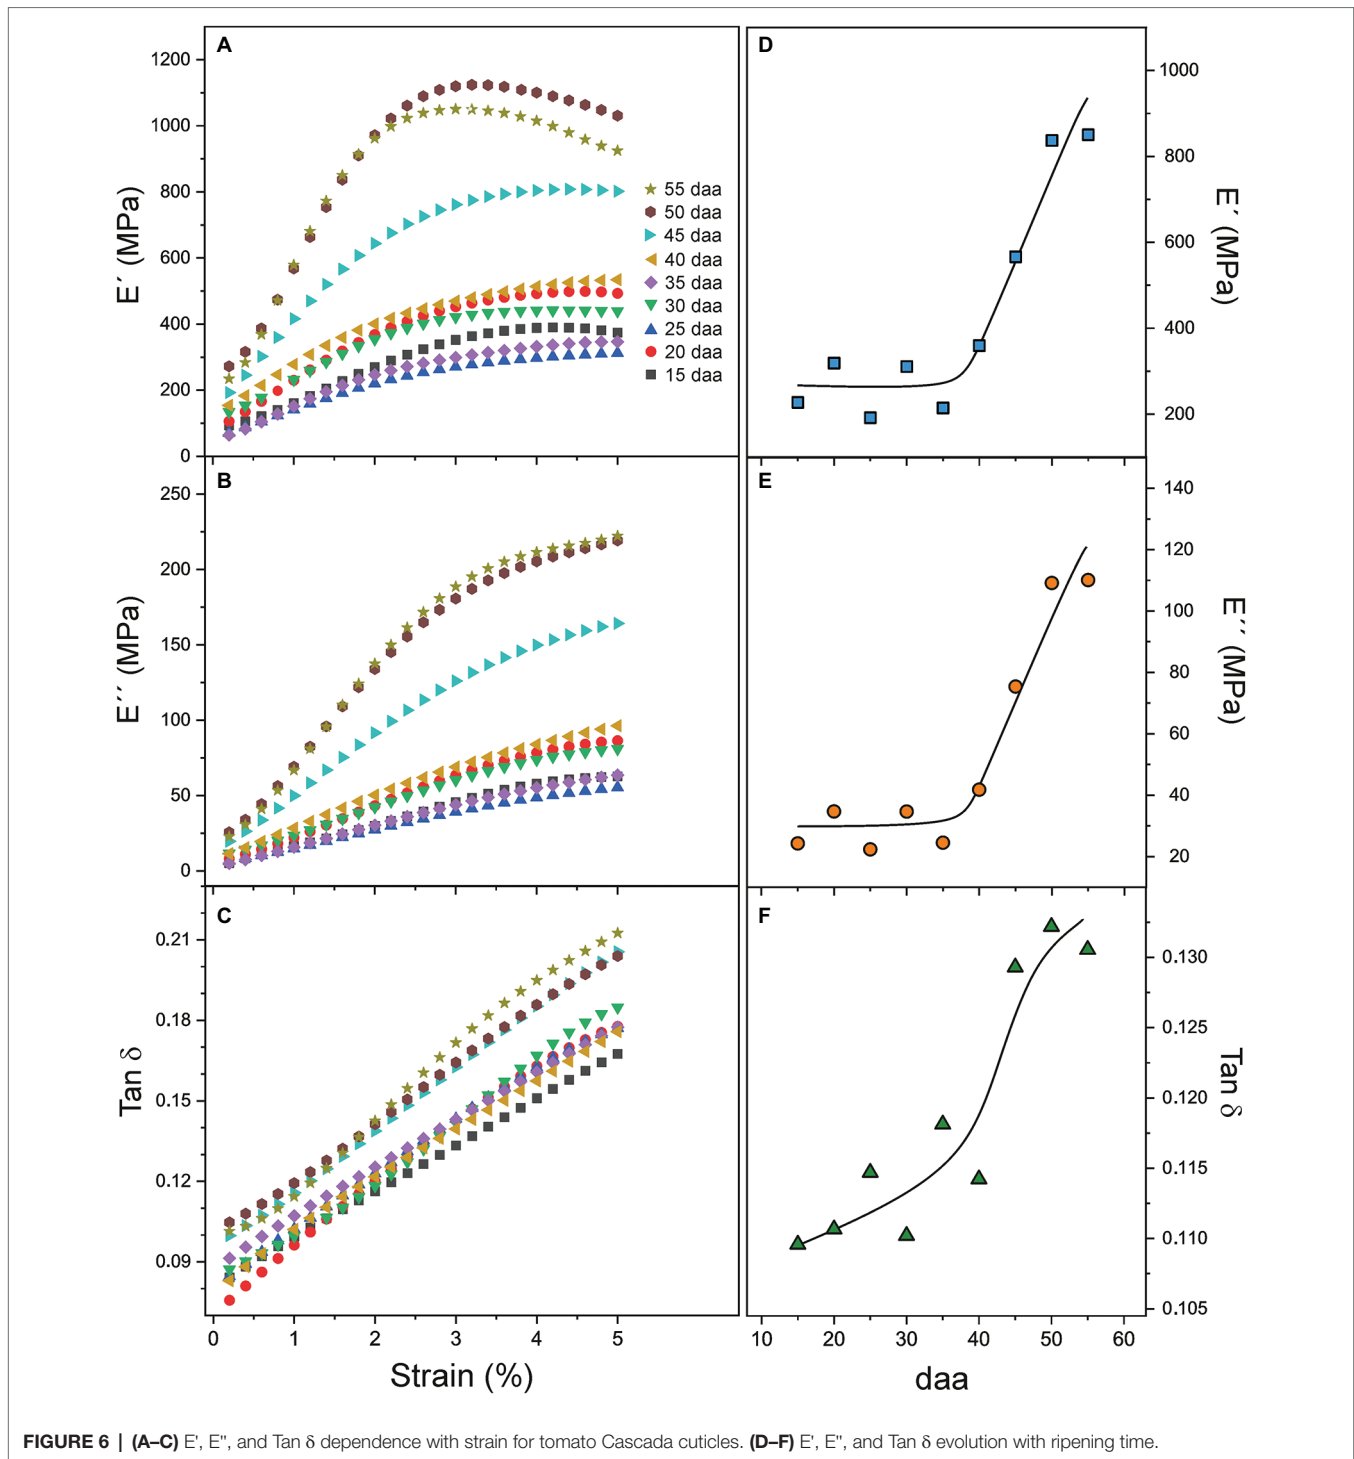 A
1200
1000
800
600
400
200
0
E´ (MPa)
55 daa
50 daa
45 daa
40 daa
35 daa
30 daa
25 daa
20 daa
15 daa
B
250
200
150
100
50
0
E´´ (MPa)
C
0.21
0.18
0.15
0.12
0.09
Tan δ
0 1 2 3 4 5
Strain (%)
D
1000
800
600
400
200
E´ (MPa)
E
140
120
100
80
60
40
20
E´´ (MPa)
F
0.130
0.125
0.120
0.115
0.110
0.105
Tan δ
10 20 30 40 50 60
daa
FIGURE 6 | (A–C) E', E'', and Tan δ dependence with strain for tomato Cascada cuticles. (D–F) E', E'', and Tan δ evolution with ripening time.